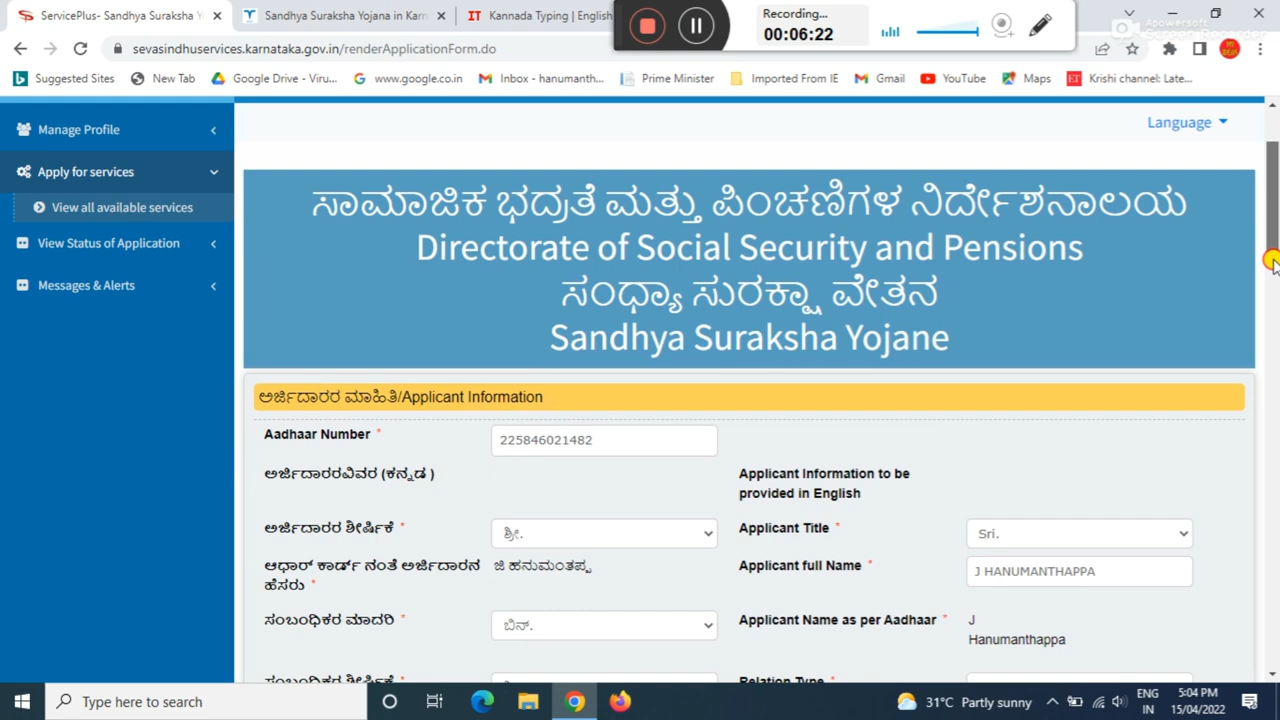 ServicePlus- Sandhya Suraksha Y
Sandhya Suraksha Yojana in Karn
Kannada Typing | English
Recording...
00:06:22
Apowersoft
Screen Recorder
sevasindhuservices.karnataka.gov.in/renderApplicationForm.do
Suggested Sites
New Tab
Google Drive - Viru...
www.google.co.in
Inbox - hanumanth...
Prime Minister
Imported From IE
Gmail
YouTube
Maps
Krishi channel: Late...
Manage Profile
Language
Apply for services
View all available services
View Status of Application
Messages & Alerts
ಸಾಮಾಜಿಕ ಭದ್ರತೆ ಮತ್ತು ಪಿಂಚಣಿಗಳ ನಿರ್ದೇಶನಾಲಯ
Directorate of Social Security and Pensions
ಸಂಧ್ಯಾ ಸುರಕ್ಷಾ ವೇತನ
Sandhya Suraksha Yojane
ಅರ್ಜಿದಾರರ ಮಾಹಿತಿ/Applicant Information
Aadhaar Number * 225846021482
ಅರ್ಜಿದಾರರವಿವರ (ಕನ್ನಡ ) Applicant Information to be
provided in English
ಅರ್ಜಿದಾರರ ಶೀರ್ಷಿಕೆ * ಶ್ರೀ. Applicant Title * Sri.
ಆಧಾರ್ ಕಾರ್ಡ್ ನಂತೆ ಅರ್ಜಿದಾರನ ಹೆಸರು * ಜಿ ಹನುಮಂತಪ್ಪ Applicant full Name * J HANUMANTHAPPA
ಸಂಬಂಧಿಕರ ಮಾದರಿ * ಬಿನ್. Applicant Name as per Aadhaar * J
Hanumanthappa
ಸಂಬಂಧಿಕರ ಶೀರ್ಷಿಕೆ * Relation Type *
Type here to search
31°C Partly sunny
ENG
IN
5:04 PM
15/04/2022